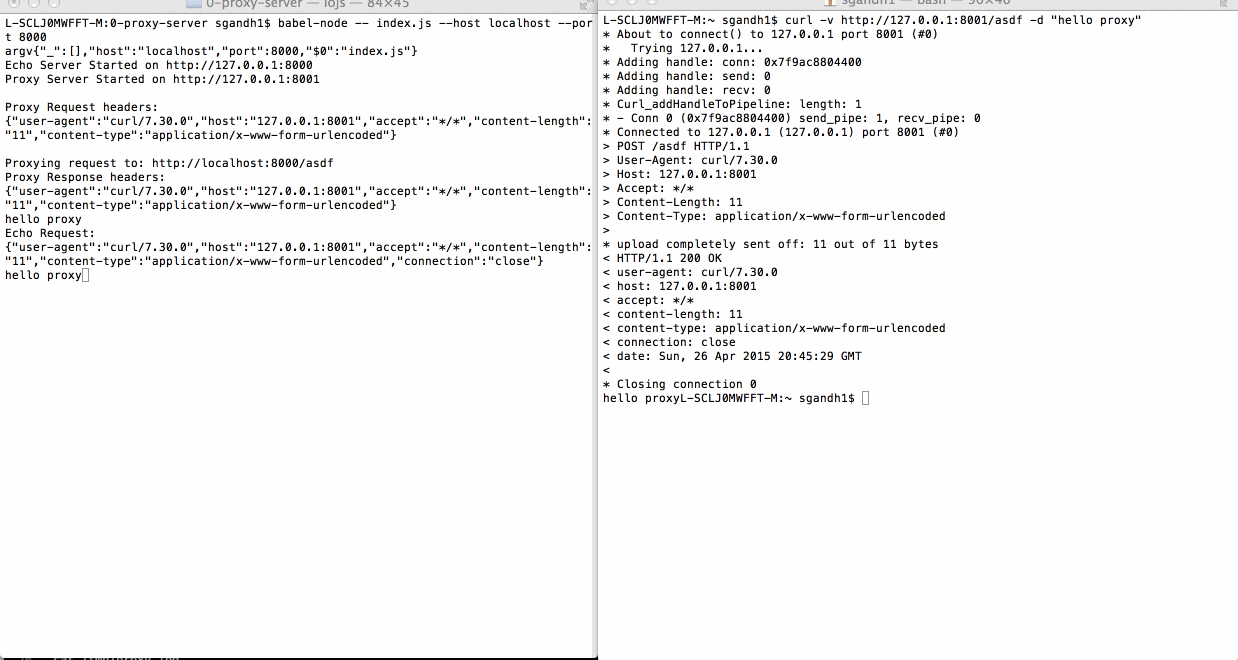 0-proxy-server — iojs — 84×45
L-SCLJ0MWFFT-M:0-proxy-server sgandh1$ babel-node -- index.js --host localhost --por
t 8000
argv{"_":[],"host":"localhost","port":8000,"$0":"index.js"}
Echo Server Started on http://127.0.0.1:8000
Proxy Server Started on http://127.0.0.1:8001
Proxy Request headers:
{"user-agent":"curl/7.30.0","host":"127.0.0.1:8001","accept":"*/*","content-length":
"11","content-type":"application/x-www-form-urlencoded"}
Proxying request to: http://localhost:8000/asdf
Proxy Response headers:
{"user-agent":"curl/7.30.0","host":"127.0.0.1:8001","accept":"*/*","content-length":
"11","content-type":"application/x-www-form-urlencoded"}
hello proxy
Echo Request:
{"user-agent":"curl/7.30.0","host":"127.0.0.1:8001","accept":"*/*","content-length":
"11","content-type":"application/x-www-form-urlencoded","connection":"close"}
hello proxy
sgandh1 — bash — 90×46
L-SCLJ0MWFFT-M:~ sgandh1$ curl -v http://127.0.0.1:8001/asdf -d "hello proxy"
* About to connect() to 127.0.0.1 port 8001 (#0)
*   Trying 127.0.0.1...
* Adding handle: conn: 0x7f9ac8804400
* Adding handle: send: 0
* Adding handle: recv: 0
* Curl_addHandleToPipeline: length: 1
* - Conn 0 (0x7f9ac8804400) send_pipe: 1, recv_pipe: 0
* Connected to 127.0.0.1 (127.0.0.1) port 8001 (#0)
> POST /asdf HTTP/1.1
> User-Agent: curl/7.30.0
> Host: 127.0.0.1:8001
> Accept: */*
> Content-Length: 11
> Content-Type: application/x-www-form-urlencoded
>
* upload completely sent off: 11 out of 11 bytes
< HTTP/1.1 200 OK
< user-agent: curl/7.30.0
< host: 127.0.0.1:8001
< accept: */*
< content-length: 11
< content-type: application/x-www-form-urlencoded
< connection: close
< date: Sun, 26 Apr 2015 20:45:29 GMT
<
* Closing connection 0
hello proxyL-SCLJ0MWFFT-M:~ sgandh1$